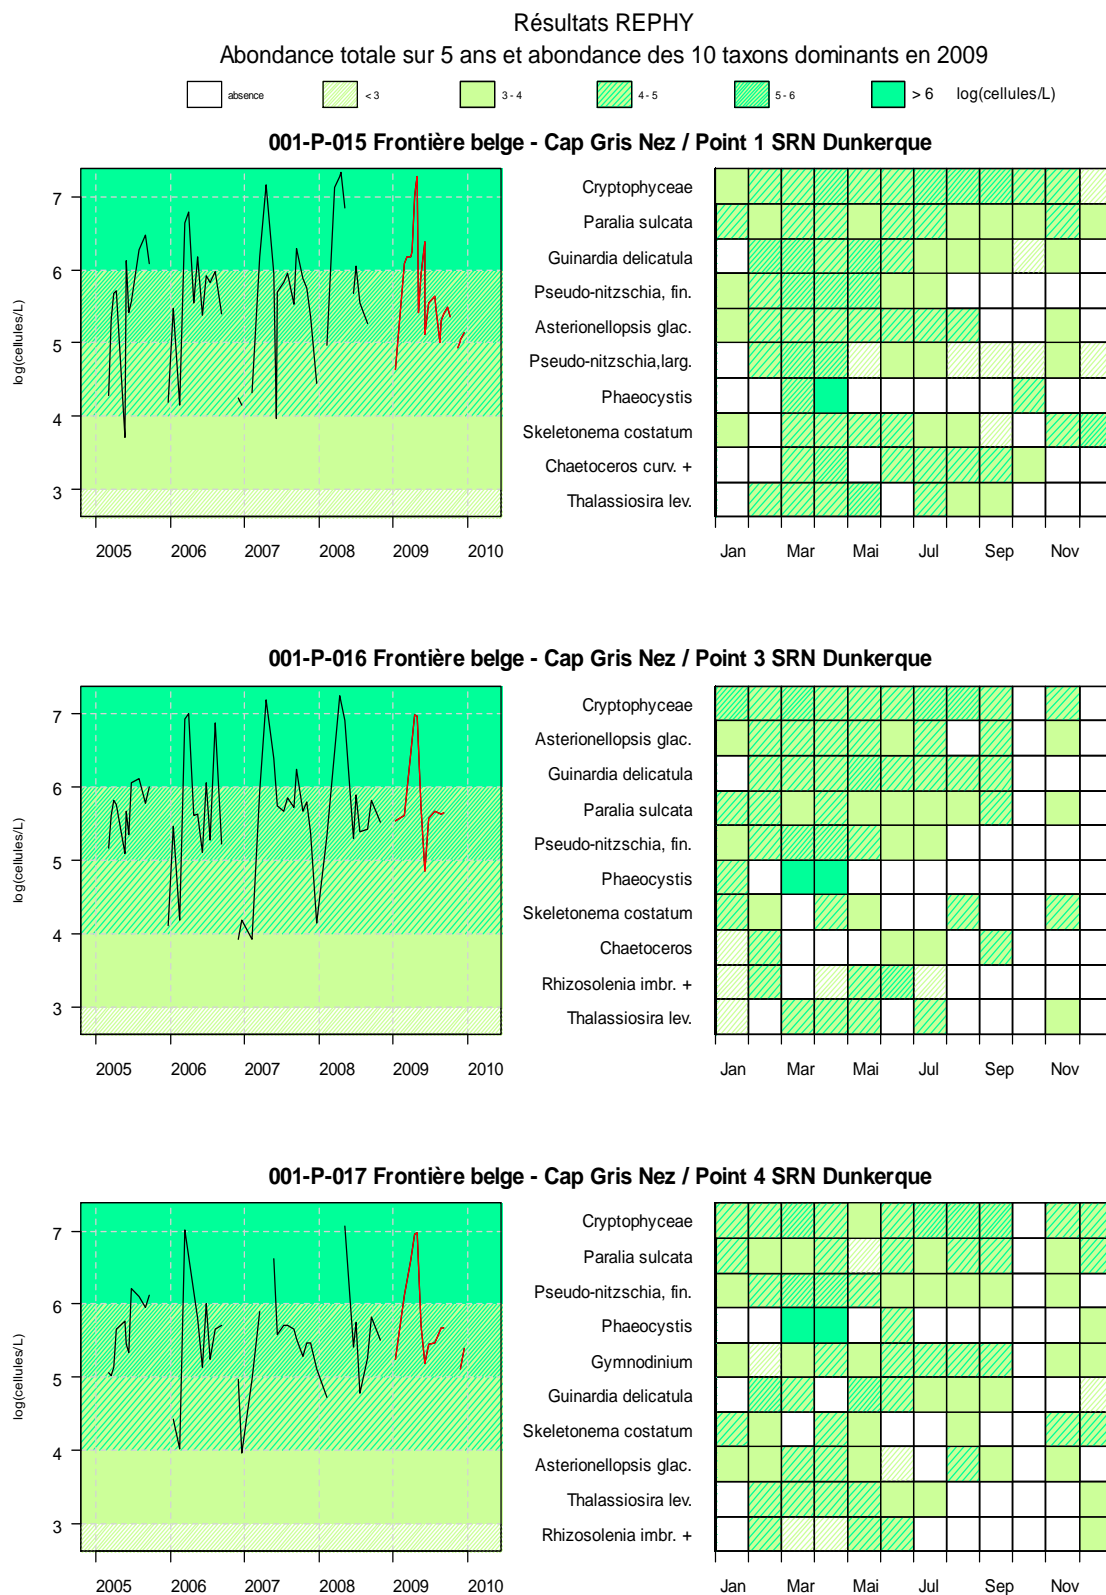 Résultats REPHY
Abondance totale sur 5 ans et abondance des 10 taxons dominants en 2009
absence < 3 3 - 4 4 - 5 5 - 6 > 6 log(cellules/L)
001-P-015 Frontière belge - Cap Gris Nez / Point 1 SRN Dunkerque
log(cellules/L)
7
6
5
4
3
2005 2006 2007 2008 2009 2010
Cryptophyceae
Paralia sulcata
Guinardia delicatula
Pseudo-nitzschia, fin.
Asterionellopsis glac.
Pseudo-nitzschia,larg.
Phaeocystis
Skeletonema costatum
Chaetoceros curv. +
Thalassiosira lev.
Jan Mar Mai Jul Sep Nov
001-P-016 Frontière belge - Cap Gris Nez / Point 3 SRN Dunkerque
log(cellules/L)
7
6
5
4
3
2005 2006 2007 2008 2009 2010
Cryptophyceae
Asterionellopsis glac.
Guinardia delicatula
Paralia sulcata
Pseudo-nitzschia, fin.
Phaeocystis
Skeletonema costatum
Chaetoceros
Rhizosolenia imbr. +
Thalassiosira lev.
Jan Mar Mai Jul Sep Nov
001-P-017 Frontière belge - Cap Gris Nez / Point 4 SRN Dunkerque
log(cellules/L)
7
6
5
4
3
2005 2006 2007 2008 2009 2010
Cryptophyceae
Paralia sulcata
Pseudo-nitzschia, fin.
Phaeocystis
Gymnodinium
Guinardia delicatula
Skeletonema costatum
Asterionellopsis glac.
Thalassiosira lev.
Rhizosolenia imbr. +
Jan Mar Mai Jul Sep Nov